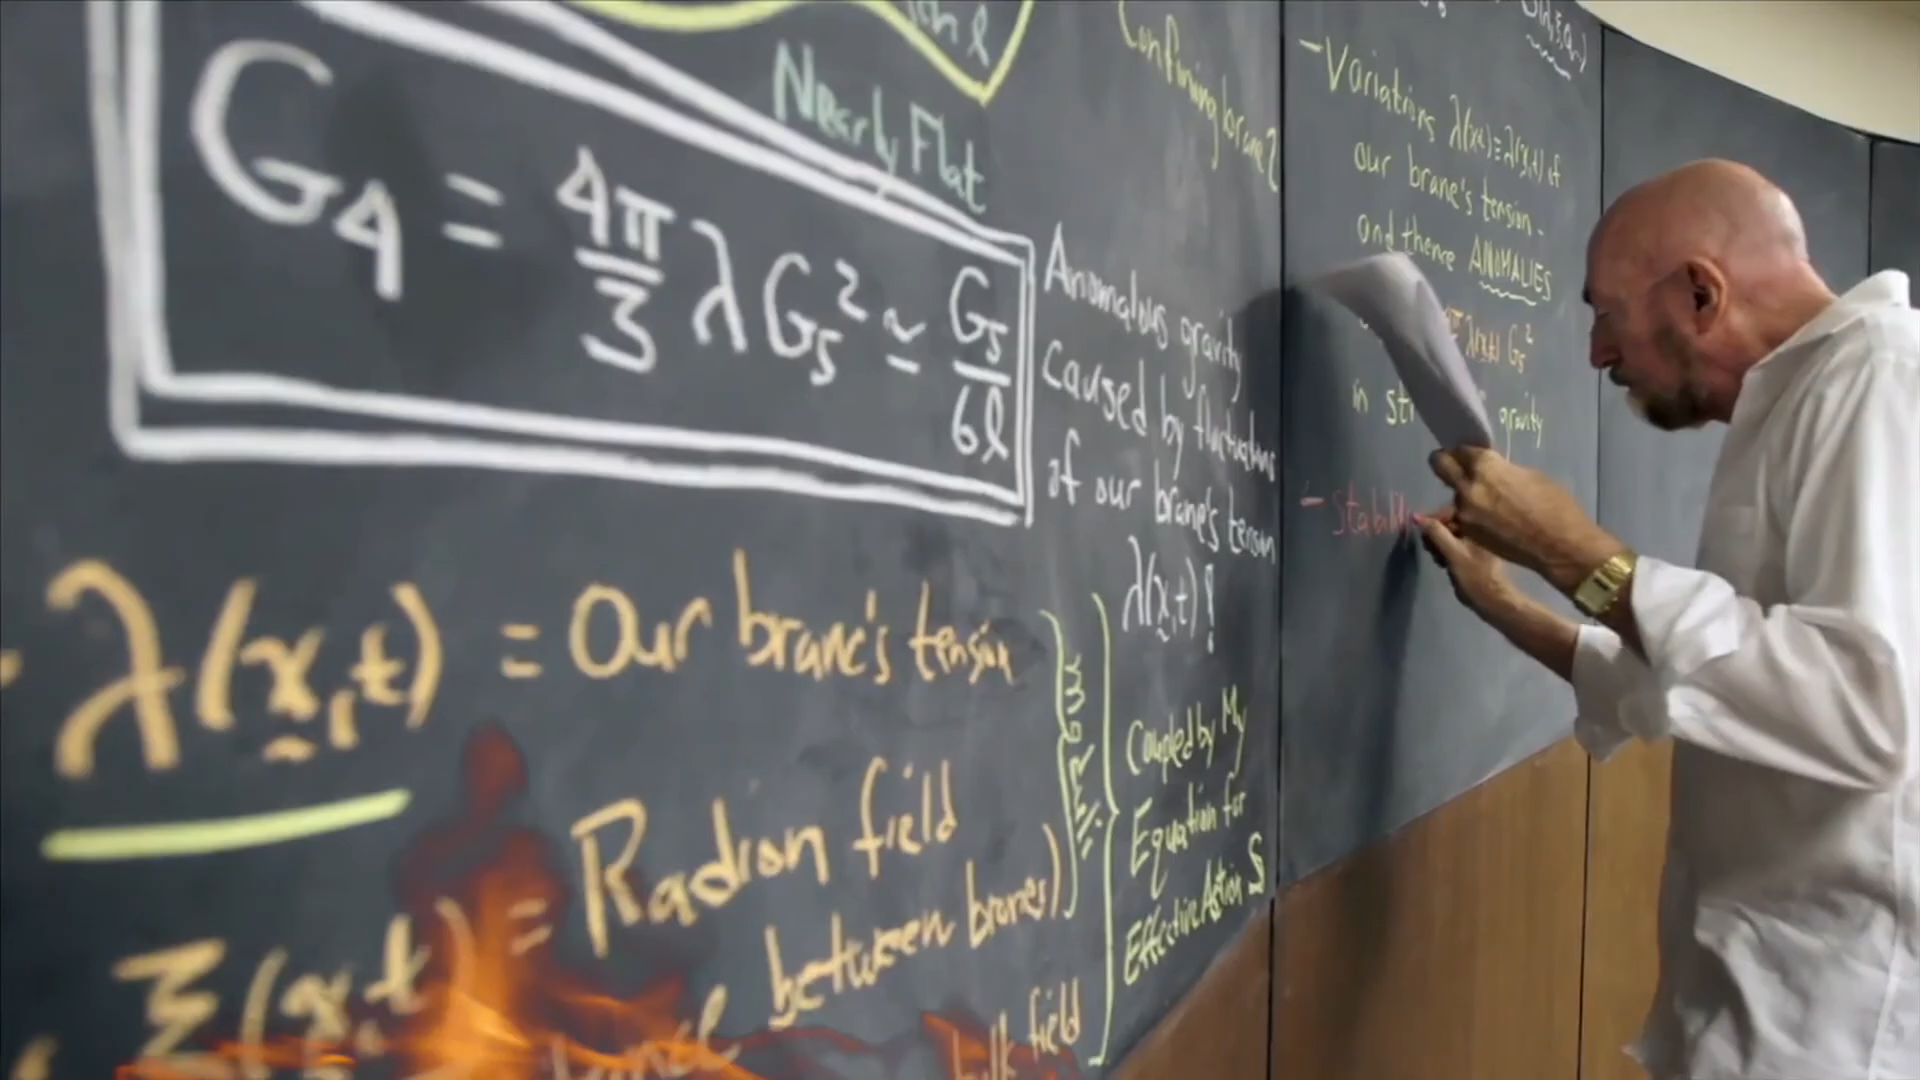 Nearly Flat
G₄ = 4π/3 λ G₅² ≃ G₅/6ℓ
λ(x,t) = Our brane's tension
ξ(x,t) = Radion field
between branes)
bulk field
Confining brane?
Anomalous gravity
caused by fluctuations
of our brane's tension
λ(x,t)!
Coupled by My
Equation for
Effective Action S
- Variations λ(x,t) of
our brane's tension -
and thence ANOMALIES
G₅²
in gravity